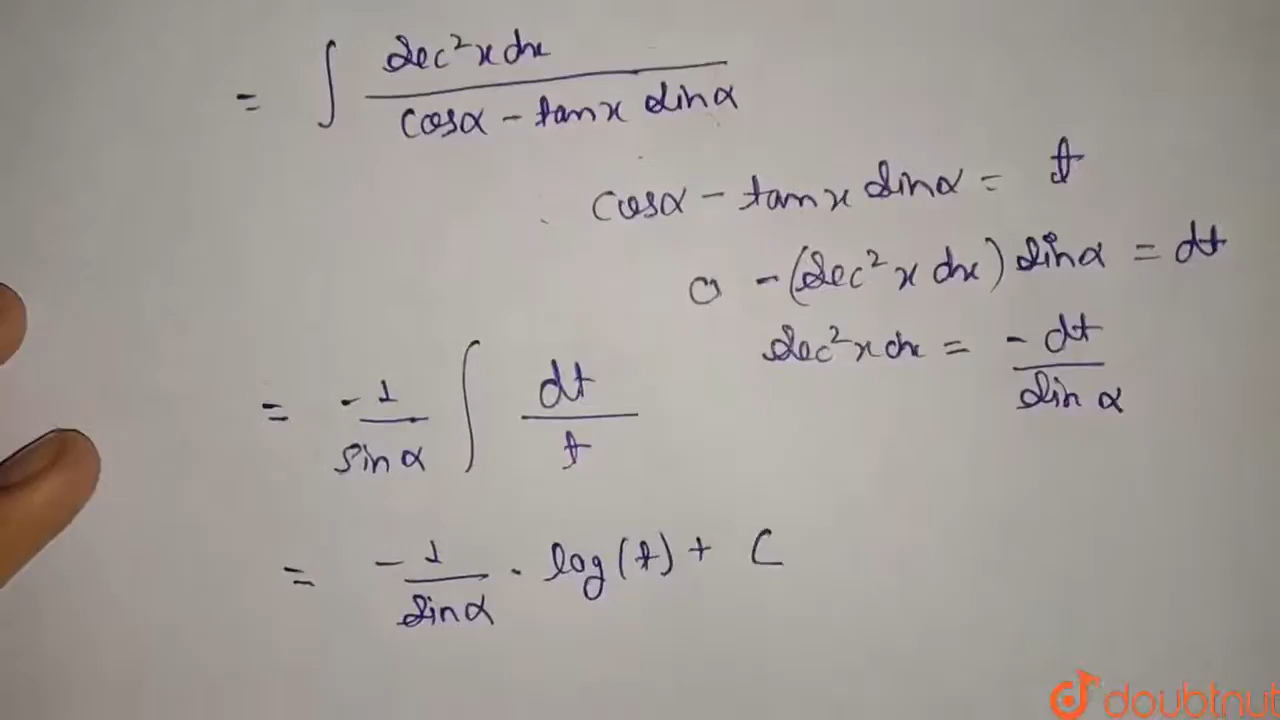 = ∫ sec²x dx / (cosα - tanx sinα)
cosα - tanx sinα = t
0 - (sec²x dx) sinα = dt
sec²x dx = -dt / sinα
= -1/sinα ∫ dt/t
= -1/sinα · log(t) + C
doubtnut